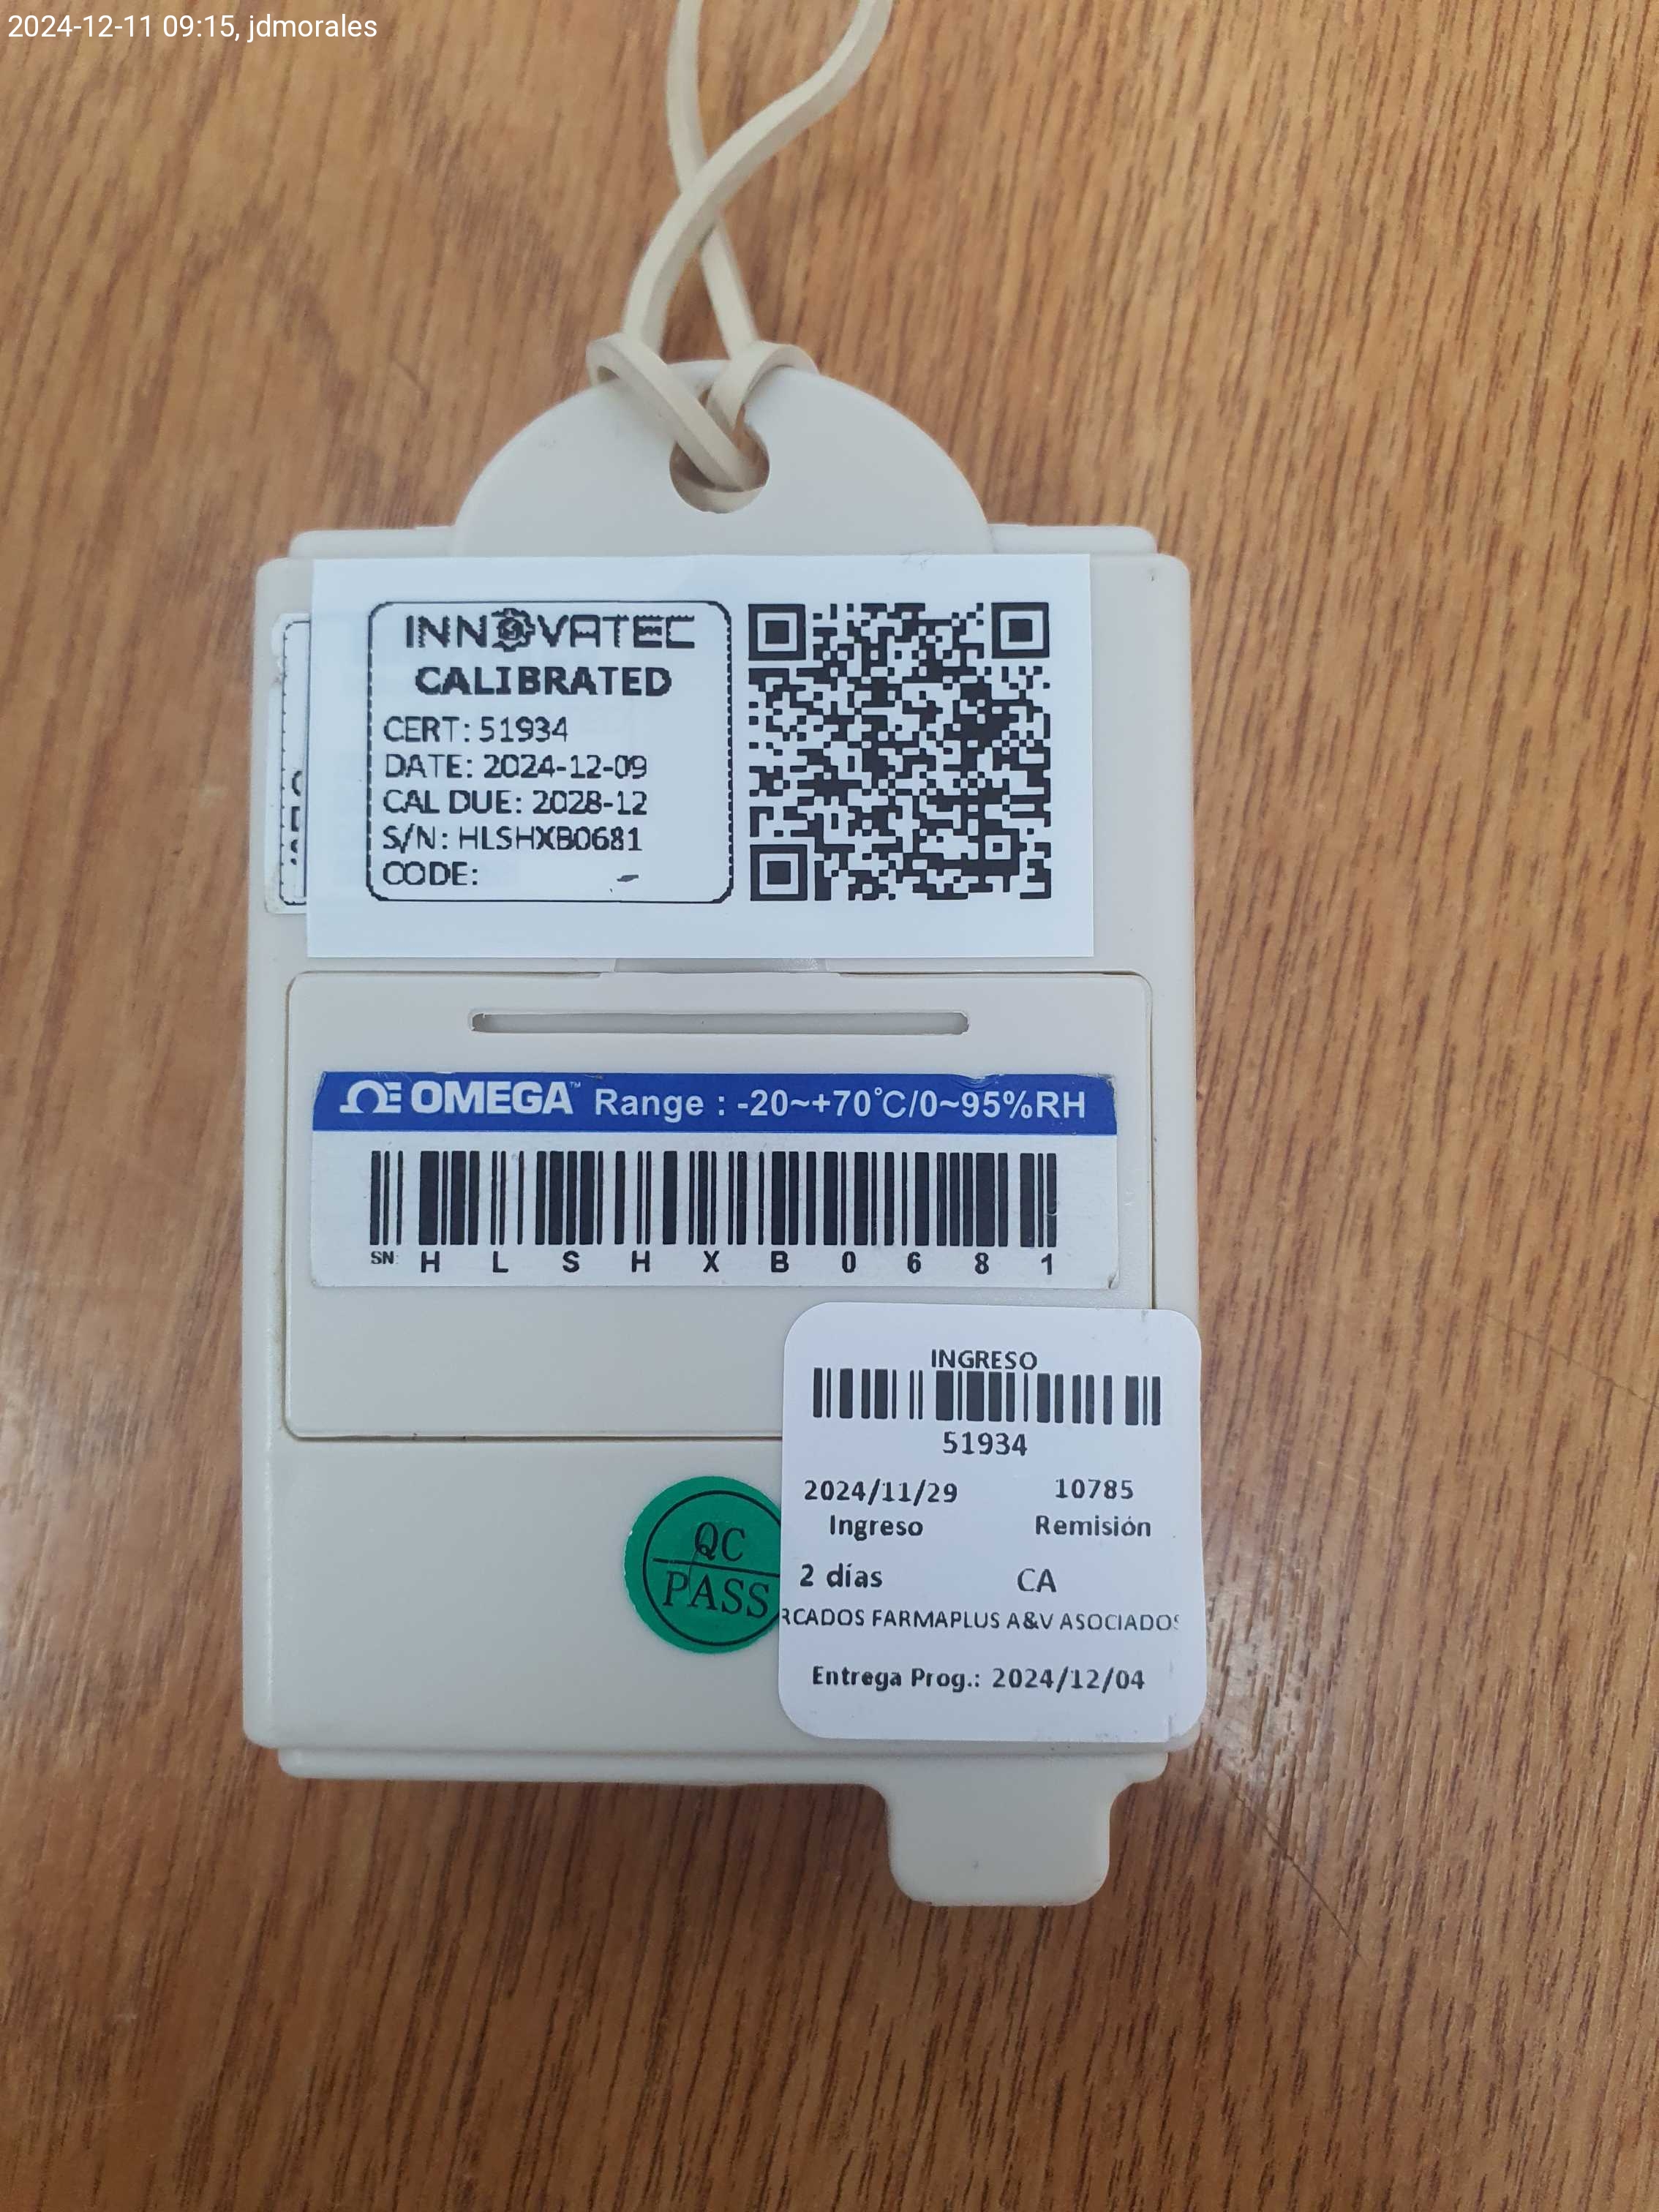 2024-12-11 09:15, jdmorales
INNOVATEC
CALIBRATED
CERT: 51934
DATE: 2024-12-09
CAL DUE: 2028-12
S/N: HLSHXB0681
CODE: -
OMEGA™ Range : -20~+70°C/0~95%RH
SN: H L S H X B 0 6 8 1
INGRESO
51934
2024/11/29 10785
Ingreso Remisión
2 días CA
RCADOS FARMAPLUS A&V ASOCIADOS
Entrega Prog.: 2024/12/04
QC
PASS